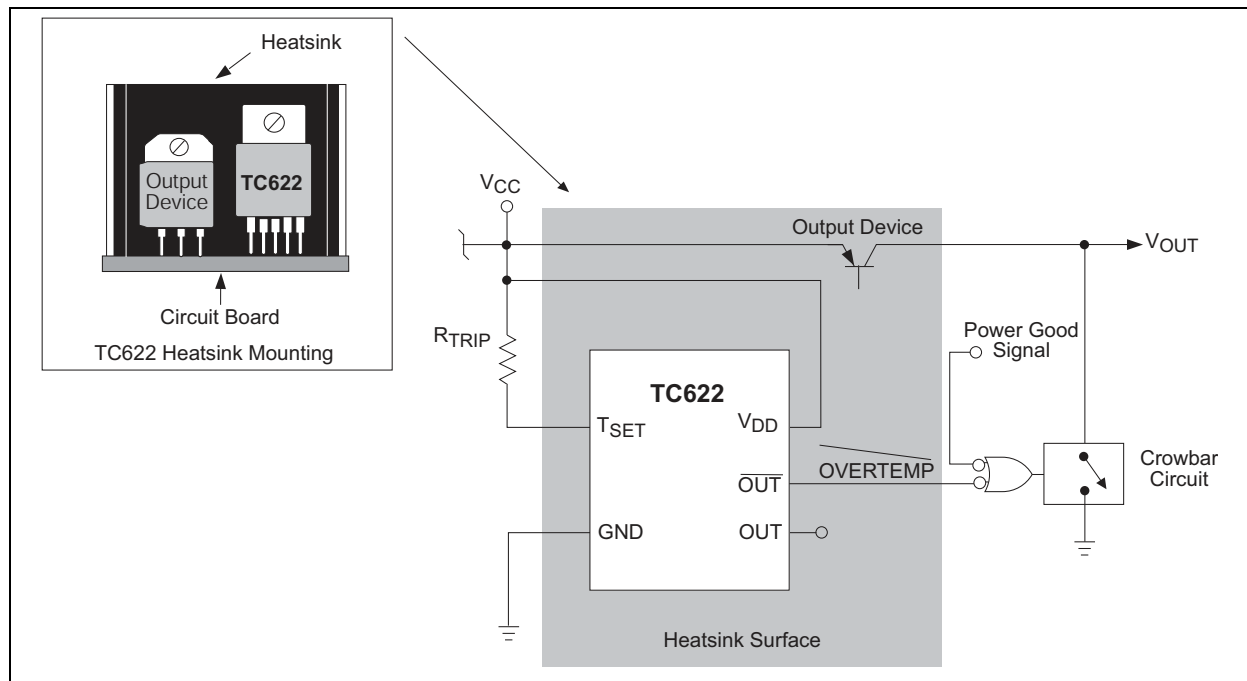 Heatsink
Output
Device
TC622
Circuit Board
TC622 Heatsink Mounting
VCC
Output Device
VOUT
RTRIP
Power Good
Signal
TC622
TSET
VDD
OVERTEMP
OUT
Crowbar
Circuit
GND
OUT
Heatsink Surface